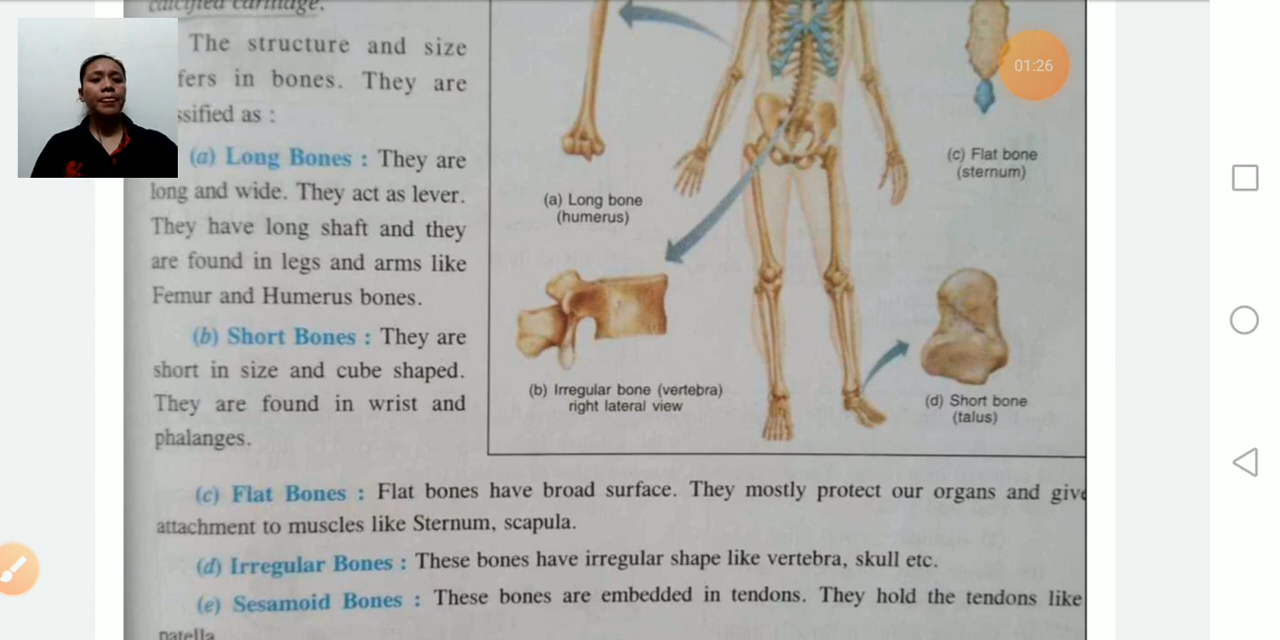 calcified cartilage.
The structure and size
fers in bones. They are
ssified as :
(a) Long Bones : They are
long and wide. They act as lever.
They have long shaft and they
are found in legs and arms like
Femur and Humerus bones.
(b) Short Bones : They are
short in size and cube shaped.
They are found in wrist and
phalanges.
01:26
(c) Flat bone
(sternum)
(a) Long bone
(humerus)
(b) Irregular bone (vertebra)
right lateral view
(d) Short bone
(talus)
(c) Flat Bones : Flat bones have broad surface. They mostly protect our organs and give
attachment to muscles like Sternum, scapula.
(d) Irregular Bones : These bones have irregular shape like vertebra, skull etc.
(e) Sesamoid Bones : These bones are embedded in tendons. They hold the tendons like
patella